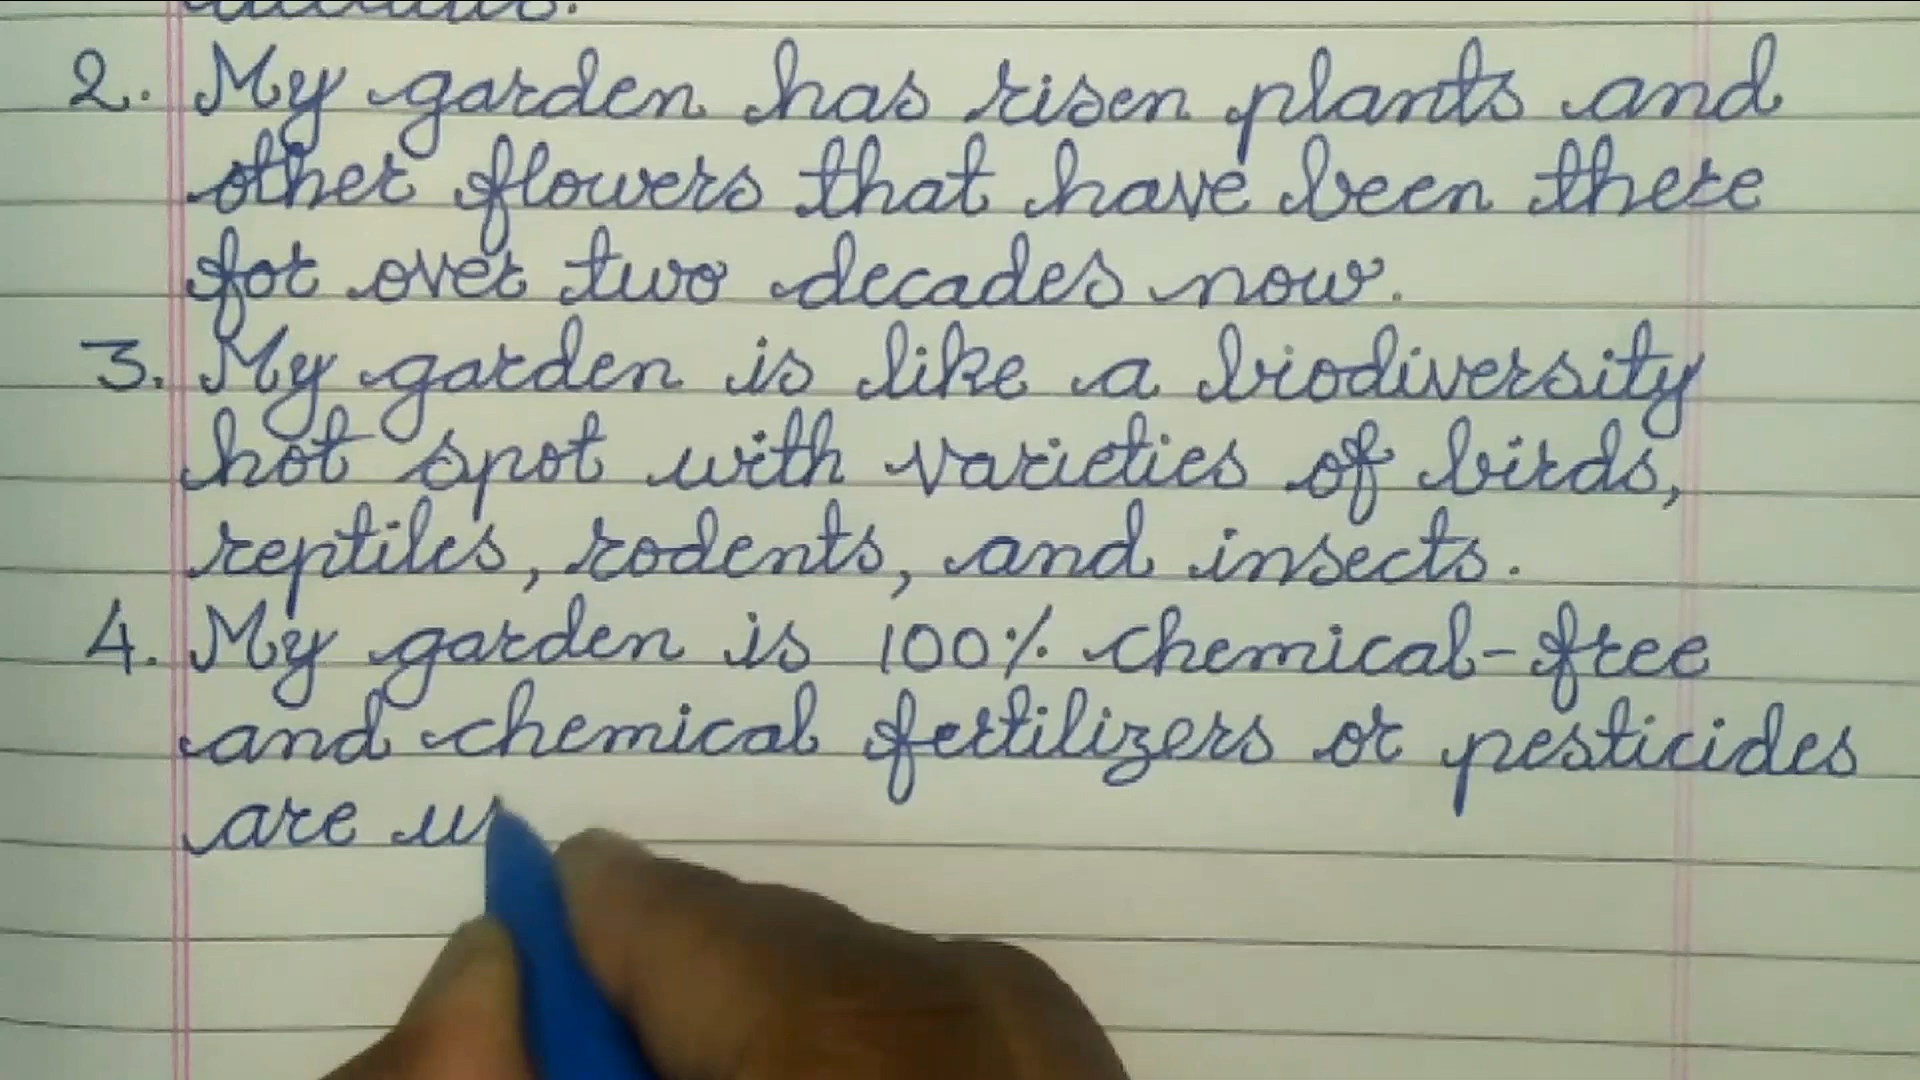 2. My garden has risen plants and
other flowers that have been there
for over two decades now.
3. My garden is like a biodiversity
hot spot with varieties of birds,
reptiles, rodents, and insects.
4. My garden is 100% chemical-free
and chemical fertilizers or pesticides
are